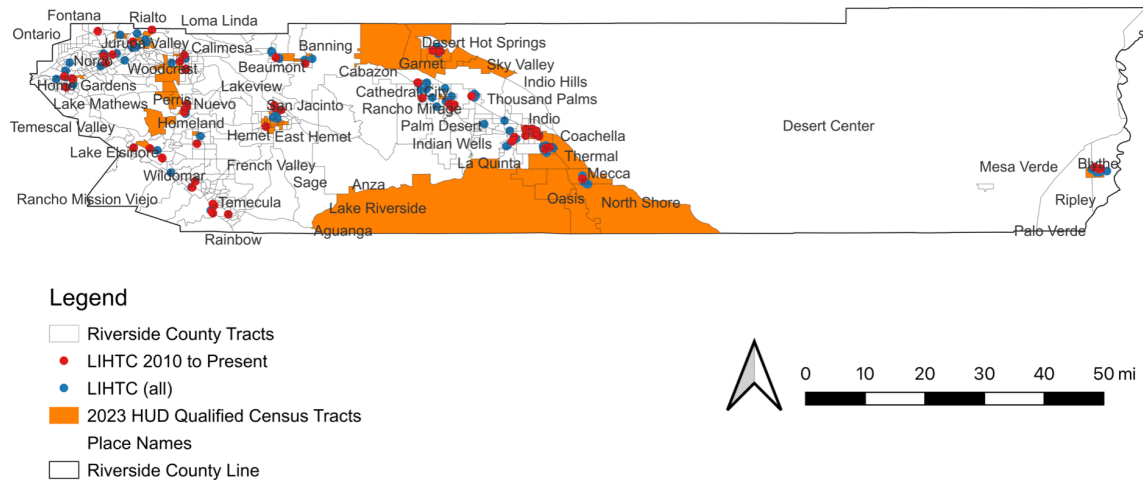 Fontana
Rialto
Loma Linda
Ontario
Jurupa Valley
Calimesa
Banning
Desert Hot Springs
Norco
Woodcrest
Beaumont
Cabazon
Garnet
Sky Valley
Home Gardens
Lakeview
Cathedral City
Indio Hills
Lake Mathews
Perris
Nuevo
San Jacinto
Rancho Mirage
Thousand Palms
Temescal Valley
Homeland
Hemet
East Hemet
Palm Desert
Indio
Desert Center
Coachella
Lake Elsinore
French Valley
Indian Wells
La Quinta
Thermal
Mesa Verde
Blythe
Wildomar
Sage
Anza
Mecca
Rancho Mission Viejo
Temecula
Lake Riverside
Oasis
North Shore
Ripley
Rainbow
Aguanga
Palo Verde
Legend
Riverside County Tracts
LIHTC 2010 to Present
LIHTC (all)
2023 HUD Qualified Census Tracts
Place Names
Riverside County Line
0 10 20 30 40 50 mi